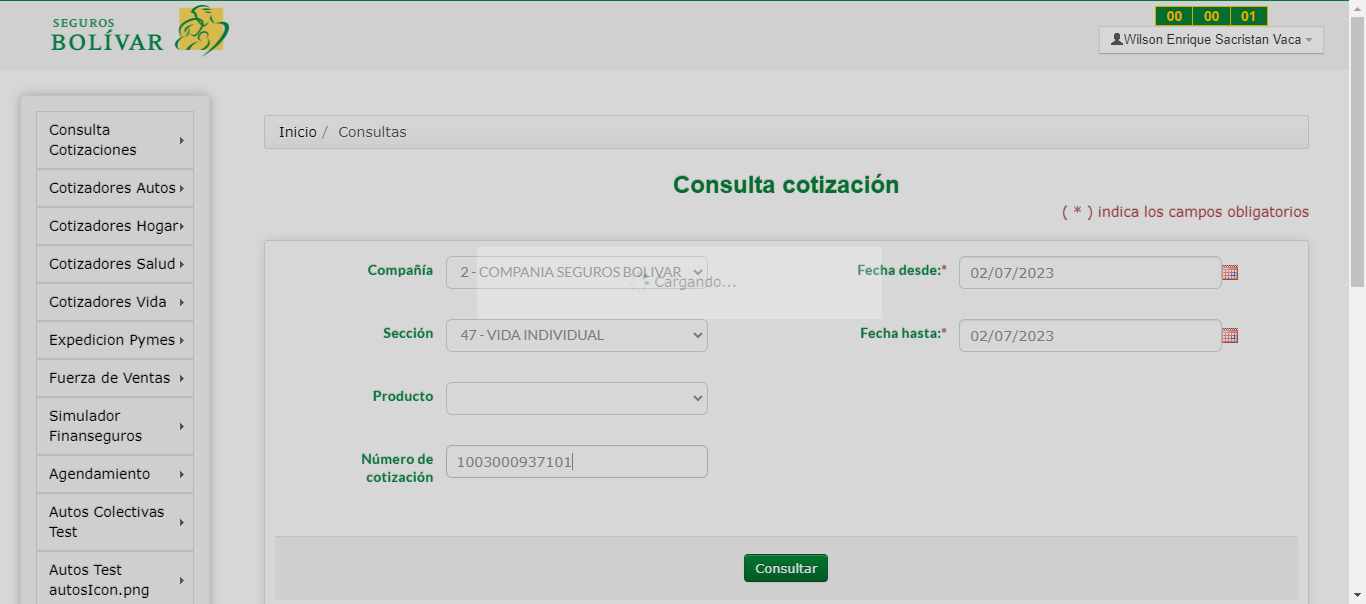 SEGUROS
BOLÍVAR
00 00 01
Wilson Enrique Sacristan Vaca
Consulta
Cotizaciones
Cotizadores Autos
Cotizadores Hogar
Cotizadores Salud
Cotizadores Vida
Expedicion Pymes
Fuerza de Ventas
Simulador
Finanseguros
Agendamiento
Autos Colectivas
Test
Autos Test
autosIcon.png
Inicio / Consultas
Consulta cotización
( * ) indica los campos obligatorios
Compañía 2 - COMPANIA SEGUROS BOLIVAR
Fecha desde:* 02/07/2023
Cargando...
Sección 47 - VIDA INDIVIDUAL
Fecha hasta:* 02/07/2023
Producto
Número de
cotización 1003000937101
Consultar